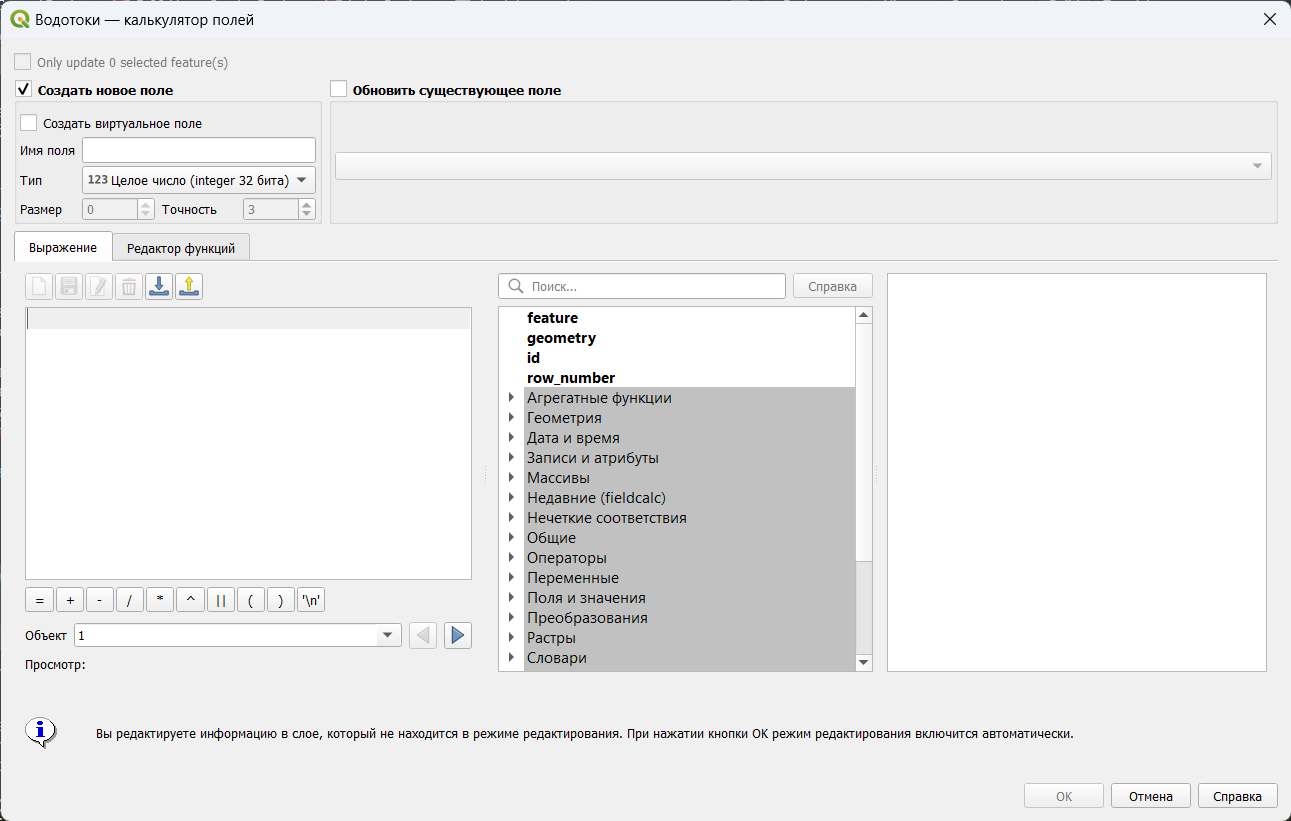 Водотоки — калькулятор полей
Only update 0 selected feature(s)
Создать новое поле
Обновить существующее поле
Создать виртуальное поле
Имя поля
Тип
123 Целое число (integer 32 бита)
Размер
0
Точность
3
Выражение
Редактор функций
Поиск...
Справка
feature
geometry
id
row_number
Агрегатные функции
Геометрия
Дата и время
Записи и атрибуты
Массивы
Недавние (fieldcalc)
Нечеткие соответствия
Общие
Операторы
Переменные
Поля и значения
Преобразования
Растры
Словари
= + - / * ^ || ( ) '\n'
Объект 1
Просмотр:
Вы редактируете информацию в слое, который не находится в режиме редактирования. При нажатии кнопки OK режим редактирования включится автоматически.
OK
Отмена
Справка